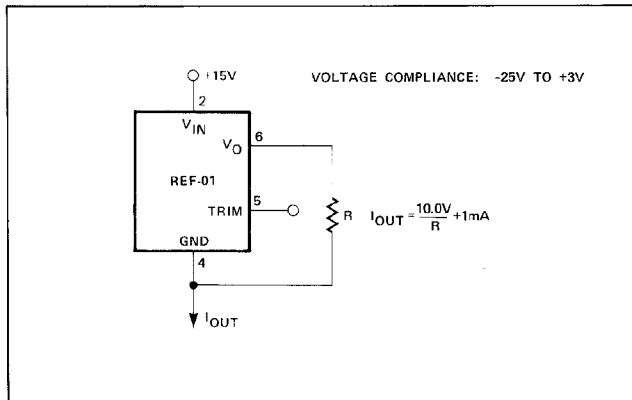 +15V
VOLTAGE COMPLIANCE: -25V TO +3V
2
VIN
6
VO
REF-01
5
TRIM
R
IOUT = 10.0V/R +1mA
GND
4
IOUT